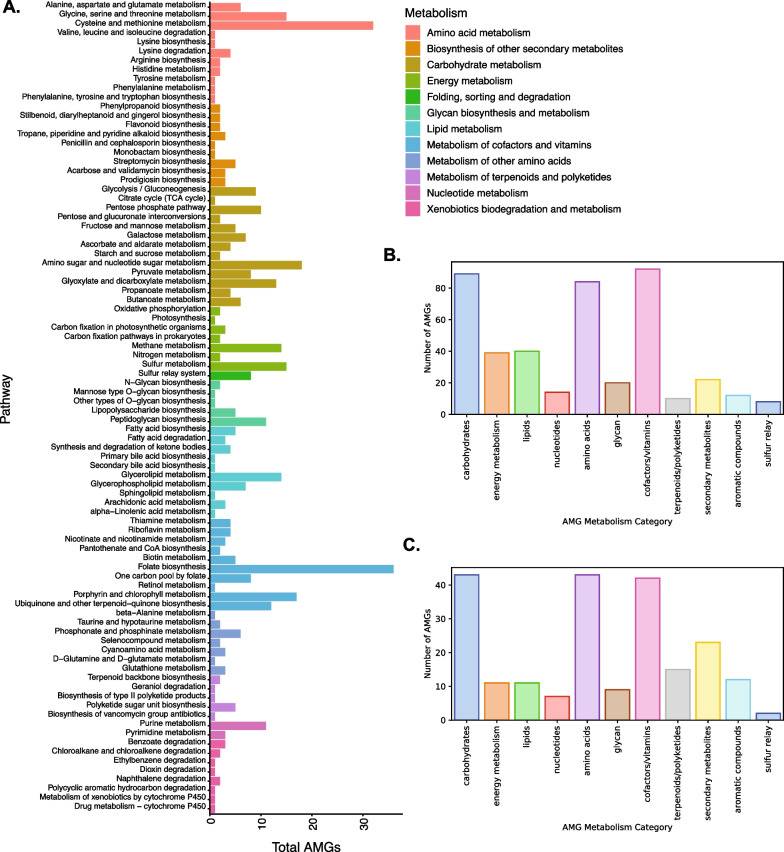 A.
Pathway
Alanine, aspartate and glutamate metabolism
Glycine, serine and threonine metabolism
Cysteine and methionine metabolism
Valine, leucine and isoleucine degradation
Lysine biosynthesis
Lysine degradation
Arginine biosynthesis
Histidine metabolism
Tyrosine metabolism
Phenylalanine metabolism
Phenylalanine, tyrosine and tryptophan biosynthesis
Phenylpropanoid biosynthesis
Stilbenoid, diarylheptanoid and gingerol biosynthesis
Flavonoid biosynthesis
Tropane, piperidine and pyridine alkaloid biosynthesis
Penicillin and cephalosporin biosynthesis
Monobactam biosynthesis
Streptomycin biosynthesis
Acarbose and validamycin biosynthesis
Prodigiosin biosynthesis
Glycolysis / Gluconeogenesis
Citrate cycle (TCA cycle)
Pentose phosphate pathway
Pentose and glucuronate interconversions
Fructose and mannose metabolism
Galactose metabolism
Ascorbate and aldarate metabolism
Starch and sucrose metabolism
Amino sugar and nucleotide sugar metabolism
Pyruvate metabolism
Glyoxylate and dicarboxylate metabolism
Propanoate metabolism
Butanoate metabolism
Oxidative phosphorylation
Photosynthesis
Carbon fixation in photosynthetic organisms
Carbon fixation pathways in prokaryotes
Methane metabolism
Nitrogen metabolism
Sulfur metabolism
Sulfur relay system
N-Glycan biosynthesis
Mannose type O-glycan biosynthesis
Other types of O-glycan biosynthesis
Lipopolysaccharide biosynthesis
Peptidoglycan biosynthesis
Fatty acid biosynthesis
Fatty acid degradation
Synthesis and degradation of ketone bodies
Primary bile acid biosynthesis
Secondary bile acid biosynthesis
Glycerolipid metabolism
Glycerophospholipid metabolism
Sphingolipid metabolism
Arachidonic acid metabolism
alpha-Linolenic acid metabolism
Thiamine metabolism
Riboflavin metabolism
Nicotinate and nicotinamide metabolism
Pantothenate and CoA biosynthesis
Biotin metabolism
Folate biosynthesis
One carbon pool by folate
Retinol metabolism
Porphyrin and chlorophyll metabolism
Ubiquinone and other terpenoid-quinone biosynthesis
beta-Alanine metabolism
Taurine and hypotaurine metabolism
Phosphonate and phosphinate metabolism
Selenocompound metabolism
Cyanoamino acid metabolism
D-Glutamine and D-glutamate metabolism
Glutathione metabolism
Terpenoid backbone biosynthesis
Geraniol degradation
Biosynthesis of type II polyketide products
Polyketide sugar unit biosynthesis
Biosynthesis of vancomycin group antibiotics
Purine metabolism
Pyrimidine metabolism
Benzoate degradation
Chloroalkane and chloroalkene degradation
Ethylbenzene degradation
Dioxin degradation
Naphthalene degradation
Polycyclic aromatic hydrocarbon degradation
Metabolism of xenobiotics by cytochrome P450
Drug metabolism - cytochrome P450
0 10 20 30
Total AMGs
Metabolism
Amino acid metabolism
Biosynthesis of other secondary metabolites
Carbohydrate metabolism
Energy metabolism
Folding, sorting and degradation
Glycan biosynthesis and metabolism
Lipid metabolism
Metabolism of cofactors and vitamins
Metabolism of other amino acids
Metabolism of terpenoids and polyketides
Nucleotide metabolism
Xenobiotics biodegradation and metabolism
B.
Number of AMGs
80
60
40
20
0
carbohydrates
energy metabolism
lipids
nucleotides
amino acids
glycan
cofactors/vitamins
terpenoids/polyketides
secondary metabolites
aromatic compounds
sulfur relay
AMG Metabolism Category
C.
Number of AMGs
40
30
20
10
0
carbohydrates
energy metabolism
lipids
nucleotides
amino acids
glycan
cofactors/vitamins
terpenoids/polyketides
secondary metabolites
aromatic compounds
sulfur relay
AMG Metabolism Category